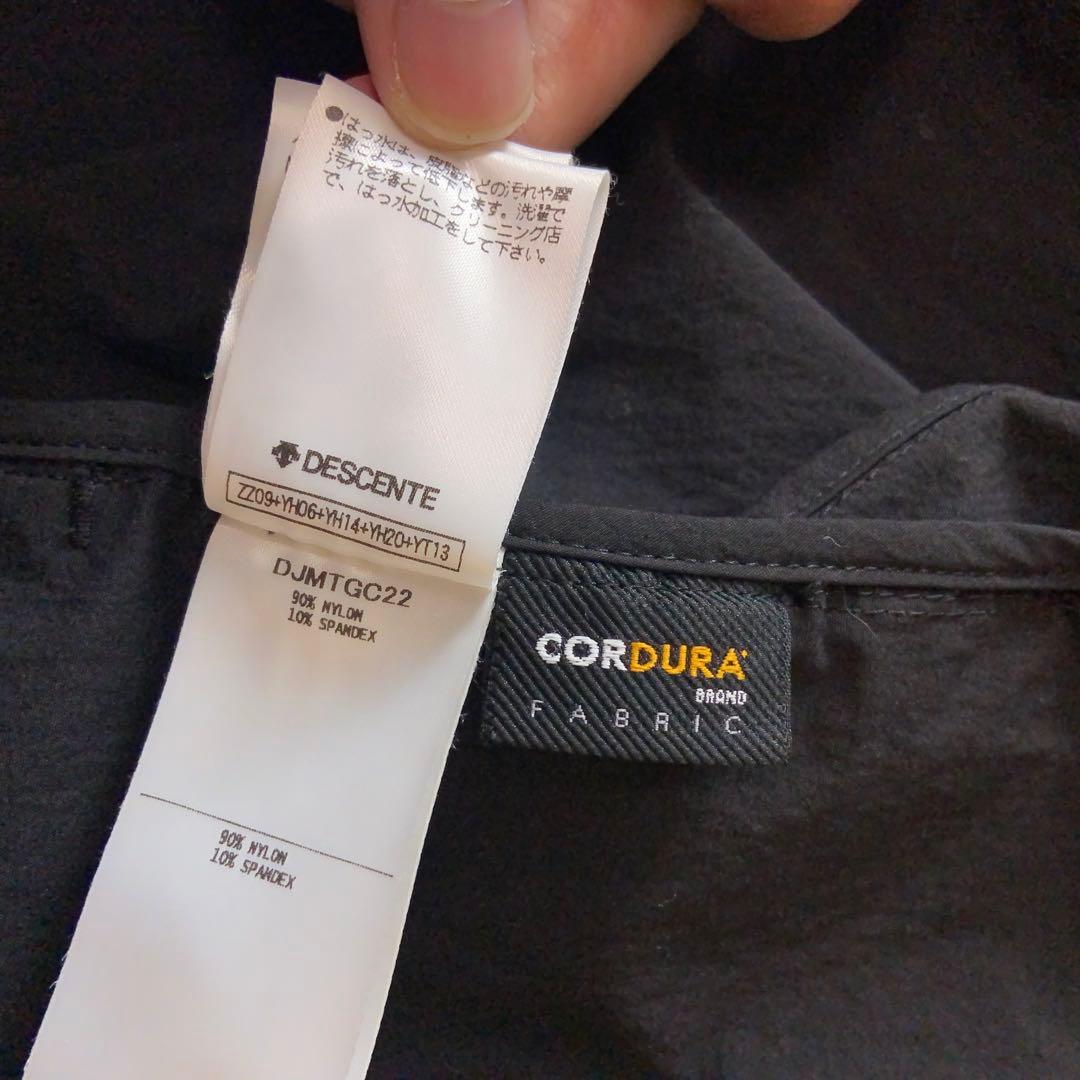 ●はっ水は、皮脂などの汚れや摩
擦によって低下します。洗濯で
汚れを落とし、クリーニング店
で、はっ水加工をして下さい。
DESCENTE
ZZ09+YH06+YH14+YH20+YT13
DJMTGC22
90% NYLON
10% SPANDEX
CORDURA
BRAND
FABRIC
90% NYLON
10% SPANDEX